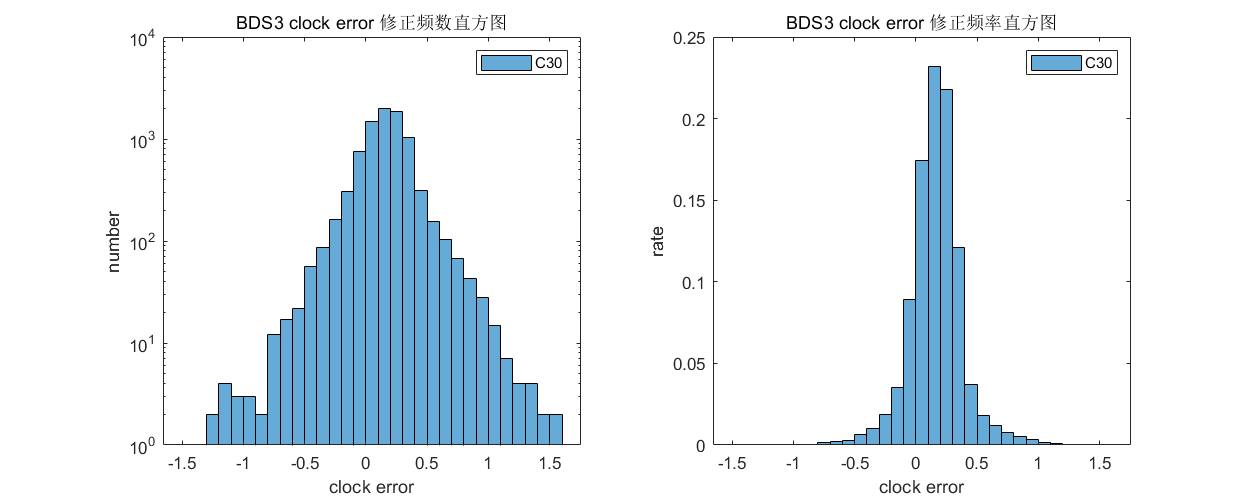 BDS3 clock error 修正频数直方图
C30
number
10^4
10^3
10^2
10^1
10^0
-1.5 -1 -0.5 0 0.5 1 1.5
clock error
BDS3 clock error 修正频率直方图
C30
rate
0.25
0.2
0.15
0.1
0.05
0
-1.5 -1 -0.5 0 0.5 1 1.5
clock error